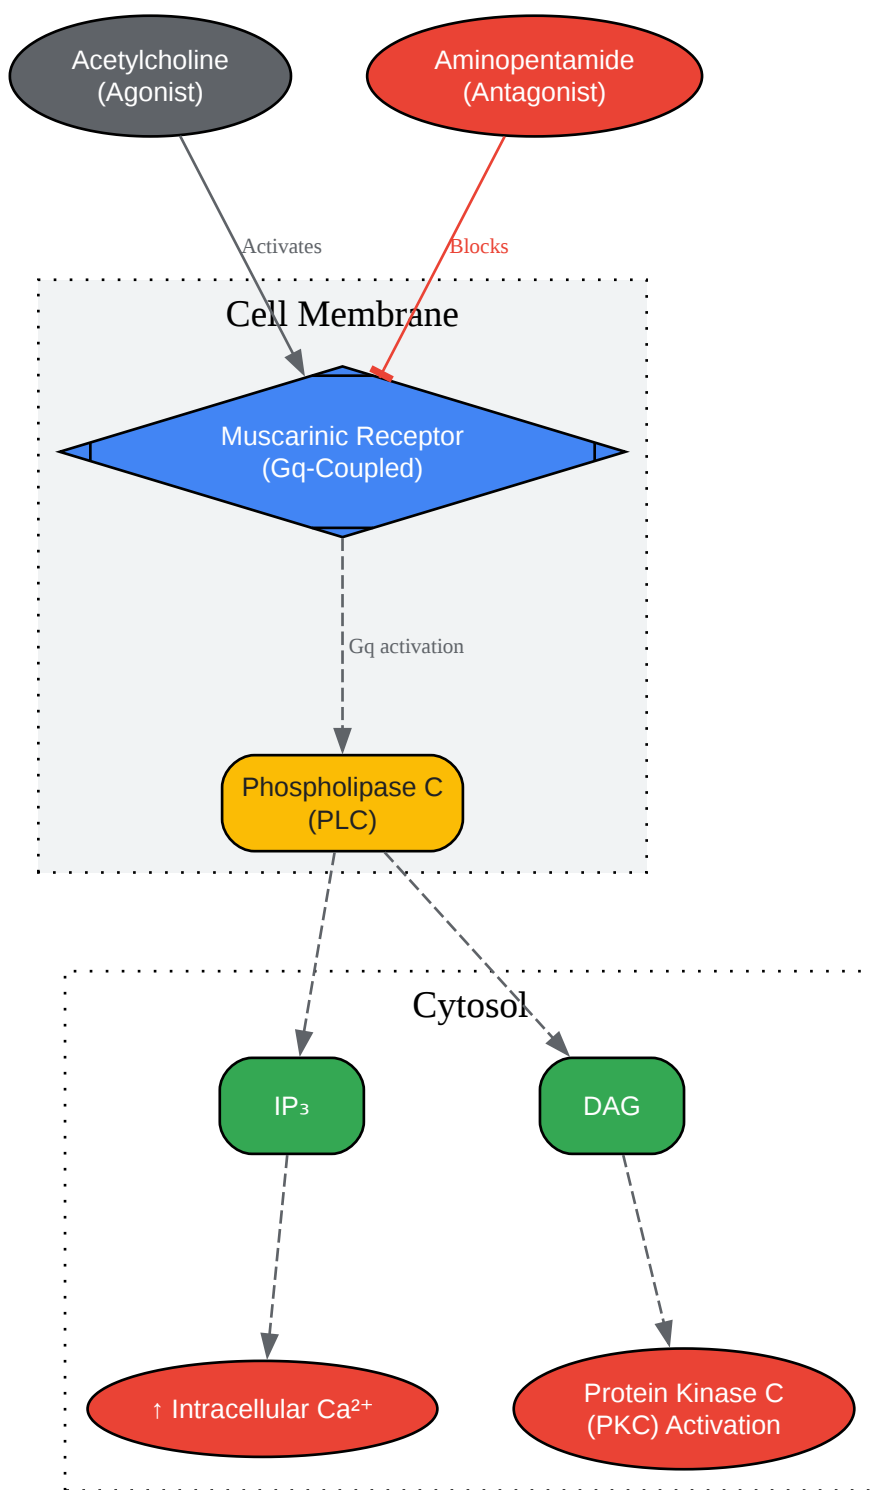 Acetylcholine
(Agonist)
Aminopentamide
(Antagonist)
Activates
Blocks
Cell Membrane
Muscarinic Receptor
(Gq-Coupled)
Gq activation
Phospholipase C
(PLC)
Cytosol
IP₃
DAG
↑ Intracellular Ca²⁺
Protein Kinase C
(PKC) Activation